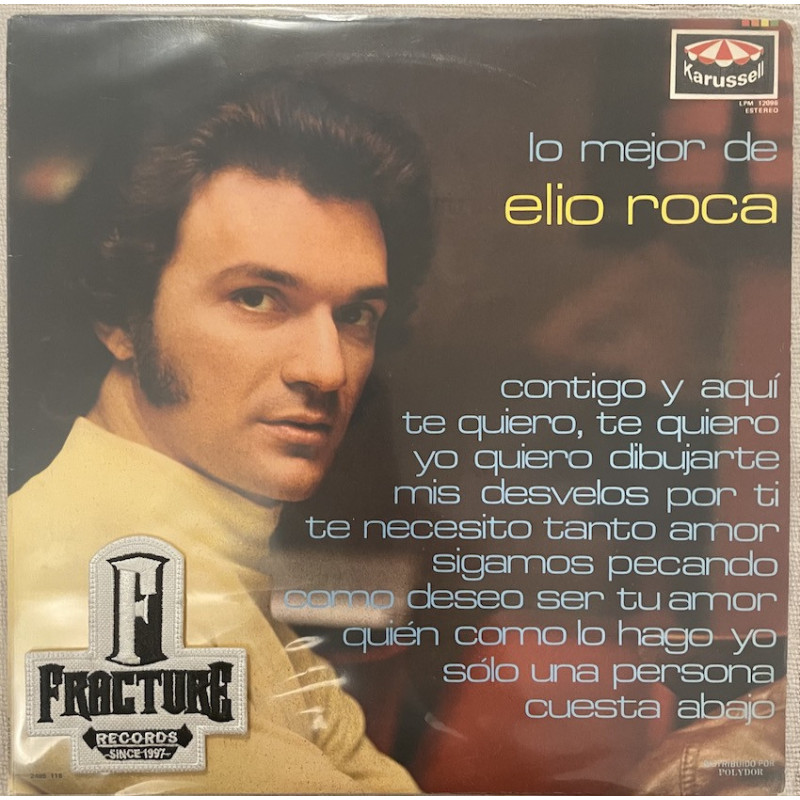 Karussell
LPM 12086
ESTEREO
lo mejor de
elio roca
contigo y aquí
te quiero, te quiero
yo quiero dibujarte
mis desvelos por ti
te necesito tanto amor
sigamos pecando
como deseo ser tu amor
quién como lo hago yo
sólo una persona
cuesta abajo
F
FRACTURE
RECORDS
-SINCE 1997-
DISTRIBUIDO POR
POLYDOR